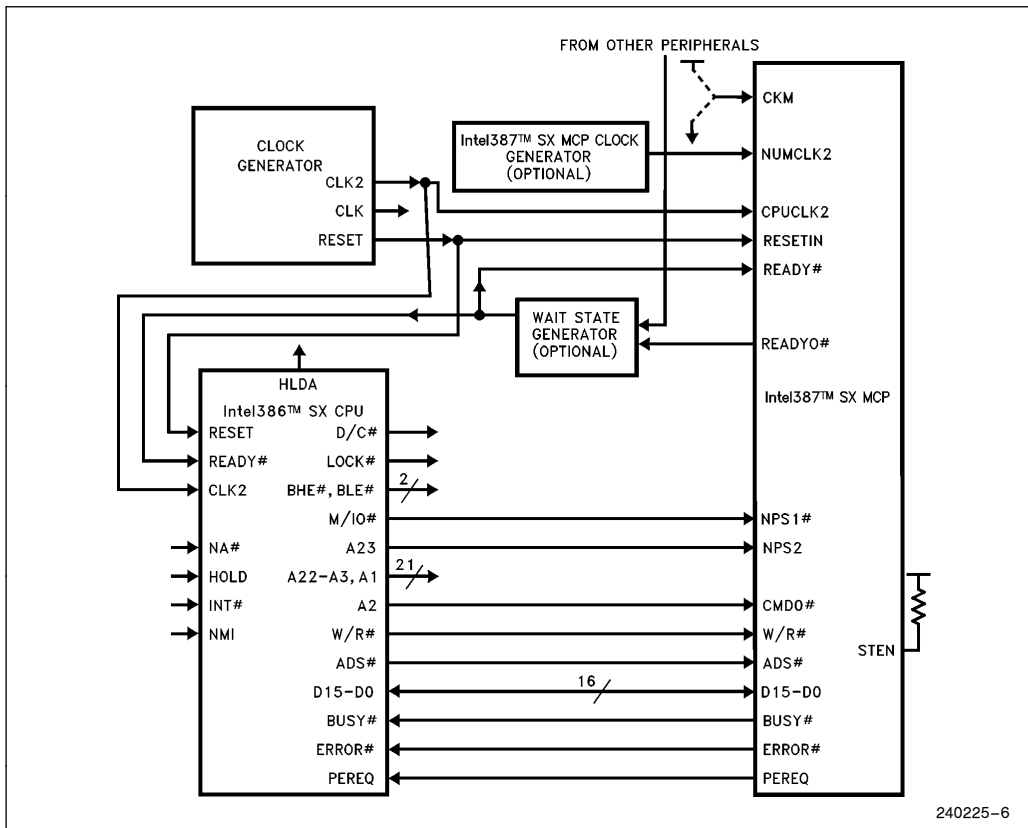 FROM OTHER PERIPHERALS
CKM
CLOCK
GENERATOR
Intel387™ SX MCP CLOCK
GENERATOR
(OPTIONAL)
NUMCLK2
CLK2
CLK
CPUCLK2
RESET
RESETIN
READY#
WAIT STATE
GENERATOR
(OPTIONAL)
READYO#
HLDA
Intel386™ SX CPU
Intel387™ SX MCP
RESET
D/C#
READY#
LOCK#
CLK2
BHE#, BLE#
2
M/IO#
NPS1#
NA#
A23
NPS2
HOLD
A22-A3, A1
21
INT#
A2
CMD0#
NMI
W/R#
W/R#
STEN
ADS#
ADS#
D15-D0
16
D15-D0
BUSY#
BUSY#
ERROR#
ERROR#
PEREQ
PEREQ
240225-6